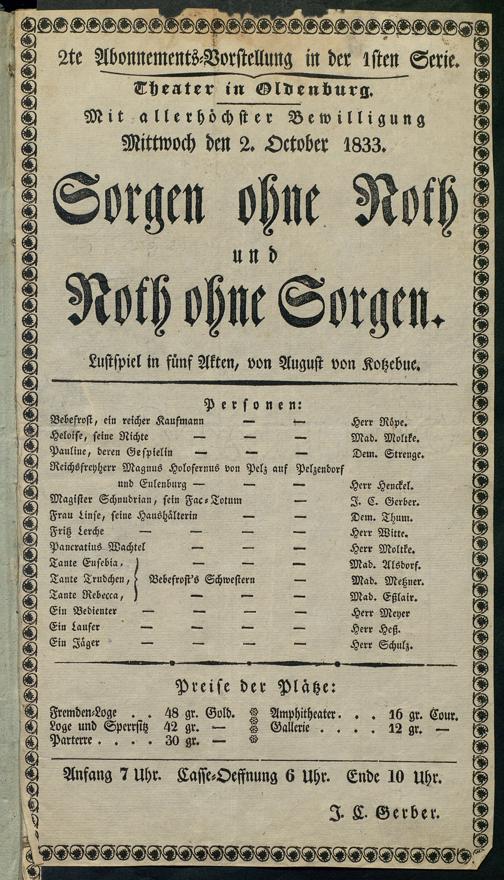 2te Abonnements-Vorstellung in der 1sten Serie.
Theater in Oldenburg.
Mit allerhöchster Bewilligung
Mittwoch den 2. October 1833.
Sorgen ohne Noth
und
Noth ohne Sorgen.
Lustspiel in fünf Akten, von August von Kotzebue.
Personen:
Bebefrost, ein reicher Kaufmann — — Herr Röpe.
Heloise, seine Nichte — — — Mad. Moltke.
Pauline, deren Gespielin — — — Dem. Strenge.
Reichsfreyherr Magnus Holofernus von Pelz auf Pelzendorf
und Eulenburg — — — Herr Henckel.
Magister Schnudrian, sein Fac-Totum — J. C. Gerber.
Frau Linse, seine Haushälterin — — Dem. Thum.
Fritz Lerche — — — — Herr Witte.
Pancratius Wachtel — — — Herr Moltke.
Tante Eusebia, — — — Mad. Alsdorf.
Tante Trudchen, Bebefrost's Schwestern — Mad. Metzner.
Tante Rebecca, — — — Mad. Eßlair.
Ein Bedienter — — — — Herr Meyer
Ein Laufer — — — — Herr Heß.
Ein Jäger — — — — Herr Schulz.
Preise der Plätze:
Fremden-Loge . . 48 gr. Gold. Amphitheater. . . 16 gr. Cour.
Loge und Sperrsitz 42 gr. — Gallerie . . . . 12 gr. —
Parterre . . . . 30 gr. —
Anfang 7 Uhr. Casse-Oeffnung 6 Uhr. Ende 10 Uhr.
J. C. Gerber.